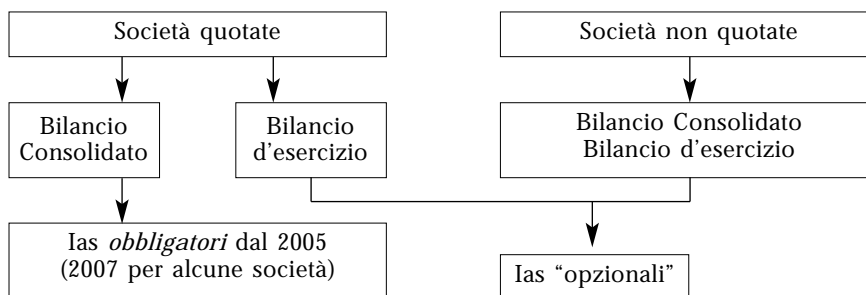 Società quotate
Società non quotate
Bilancio
Consolidato
Bilancio
d'esercizio
Bilancio Consolidato
Bilancio d'esercizio
Ias obbligatori dal 2005
(2007 per alcune società)
Ias “opzionali”